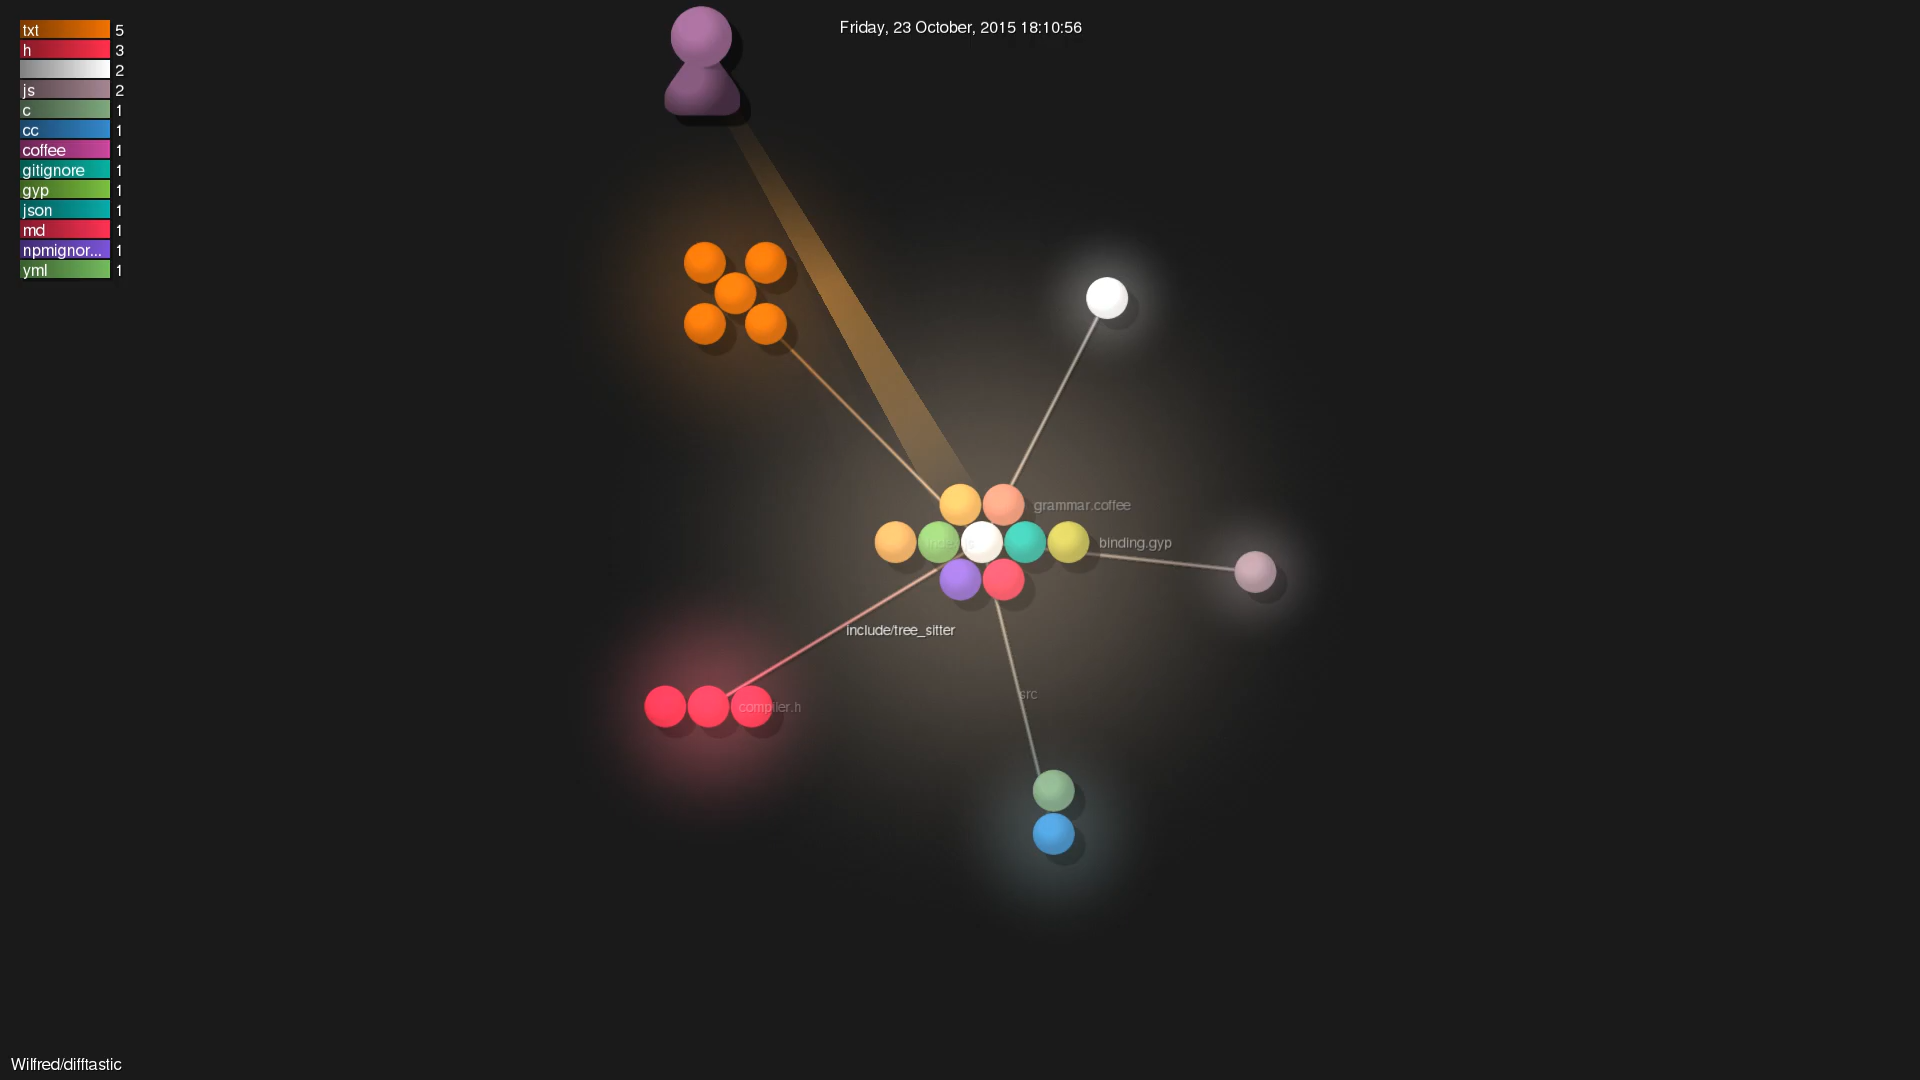 Friday, 23 October, 2015 18:10:56
txt 5
h 3
2
js 2
c 1
cc 1
coffee 1
gitignore 1
gyp 1
json 1
md 1
npmignor... 1
yml 1
grammar.coffee
binding.gyp
include/tree_sitter
src
compiler.h
Wilfred/difftastic